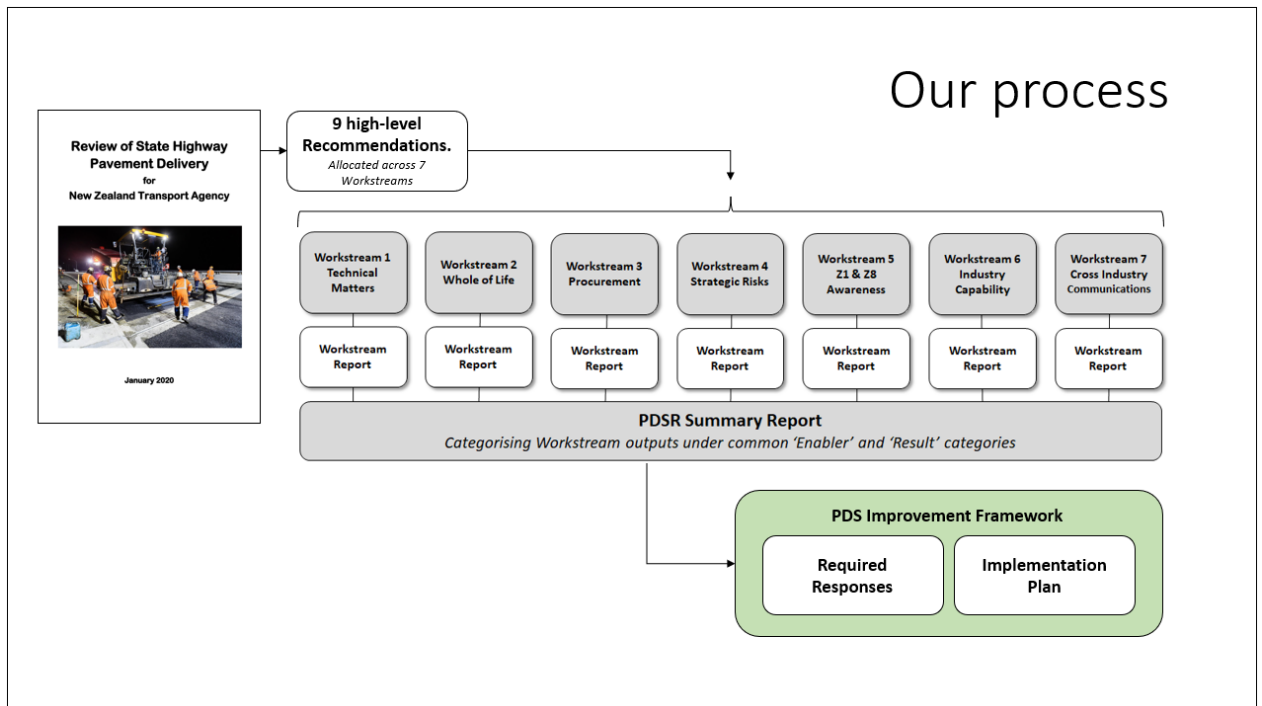 Our process
Review of State Highway
Pavement Delivery
for
New Zealand Transport Agency
January 2020
9 high-level
Recommendations.
Allocated across 7
Workstreams
Workstream 1
Technical
Matters
Workstream 2
Whole of Life
Workstream 3
Procurement
Workstream 4
Strategic Risks
Workstream 5
Z1 & Z8
Awareness
Workstream 6
Industry
Capability
Workstream 7
Cross Industry
Communications
Workstream
Report
Workstream
Report
Workstream
Report
Workstream
Report
Workstream
Report
Workstream
Report
Workstream
Report
PDSR Summary Report
Categorising Workstream outputs under common ‘Enabler’ and ‘Result’ categories
PDS Improvement Framework
Required
Responses
Implementation
Plan